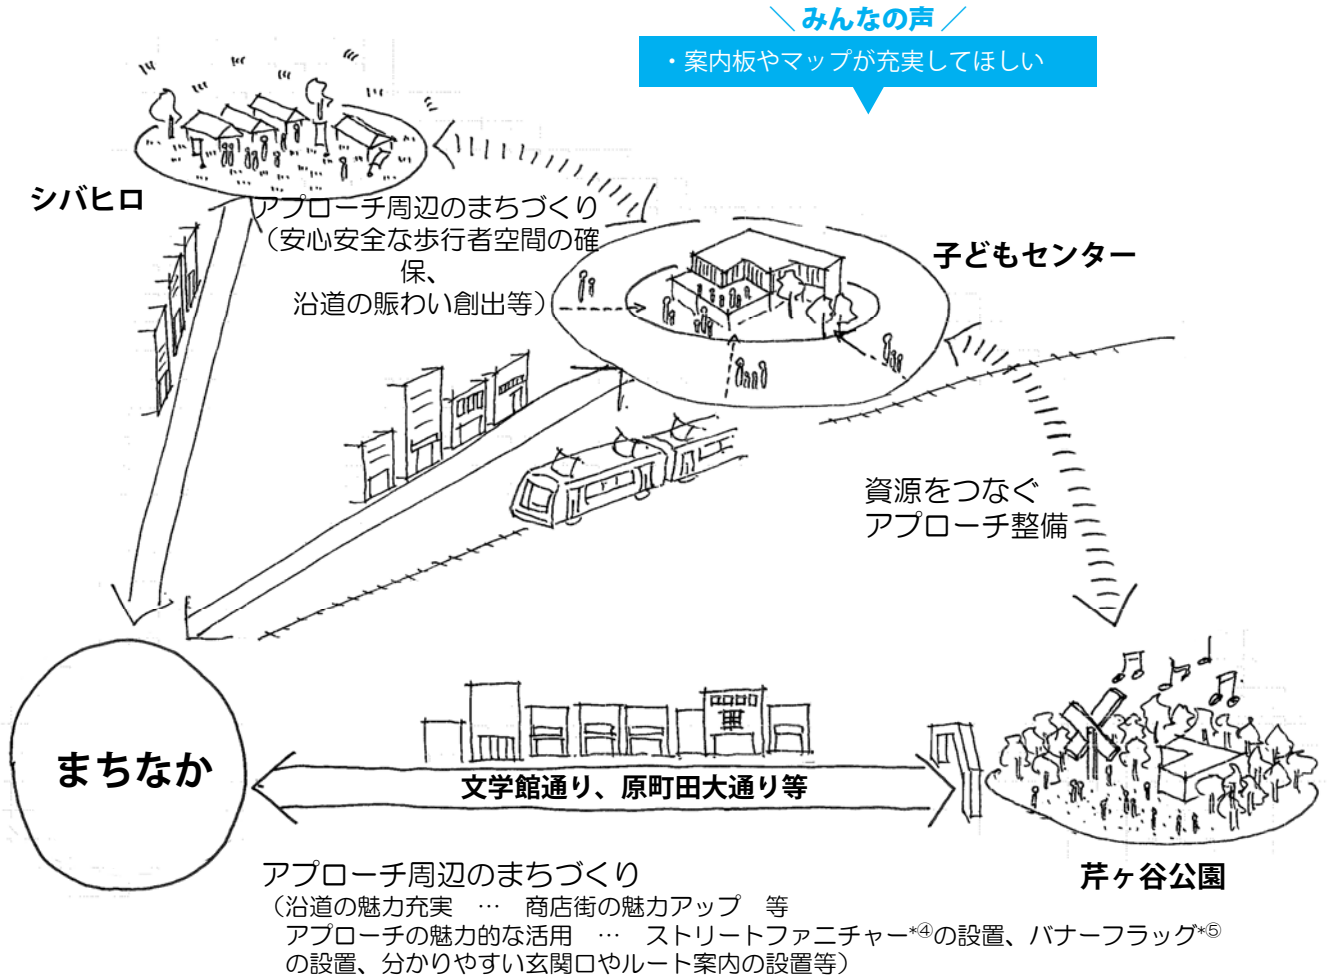 ＼みんなの声／
・案内板やマップが充実してほしい
シバヒロ
アプローチ周辺のまちづくり
（安心安全な歩行者空間の確
保、
沿道の賑わい創出等）
子どもセンター
資源をつなぐ
アプローチ整備
まちなか
文学館通り、原町田大通り等
芹ヶ谷公園
アプローチ周辺のまちづくり
（沿道の魅力充実　…　商店街の魅力アップ　等
アプローチの魅力的な活用　…　ストリートファニチャー*④の設置、バナーフラッグ*⑤
の設置、分かりやすい玄関口やルート案内の設置等）